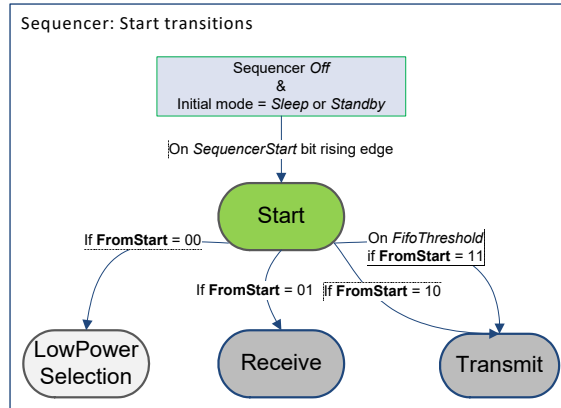 Sequencer: Start transitions
Sequencer Off
&
Initial mode = Sleep or Standby
On SequencerStart bit rising edge
Start
If FromStart = 00
On FifoThreshold
if FromStart = 11
If FromStart = 01
If FromStart = 10
LowPower
Selection
Receive
Transmit